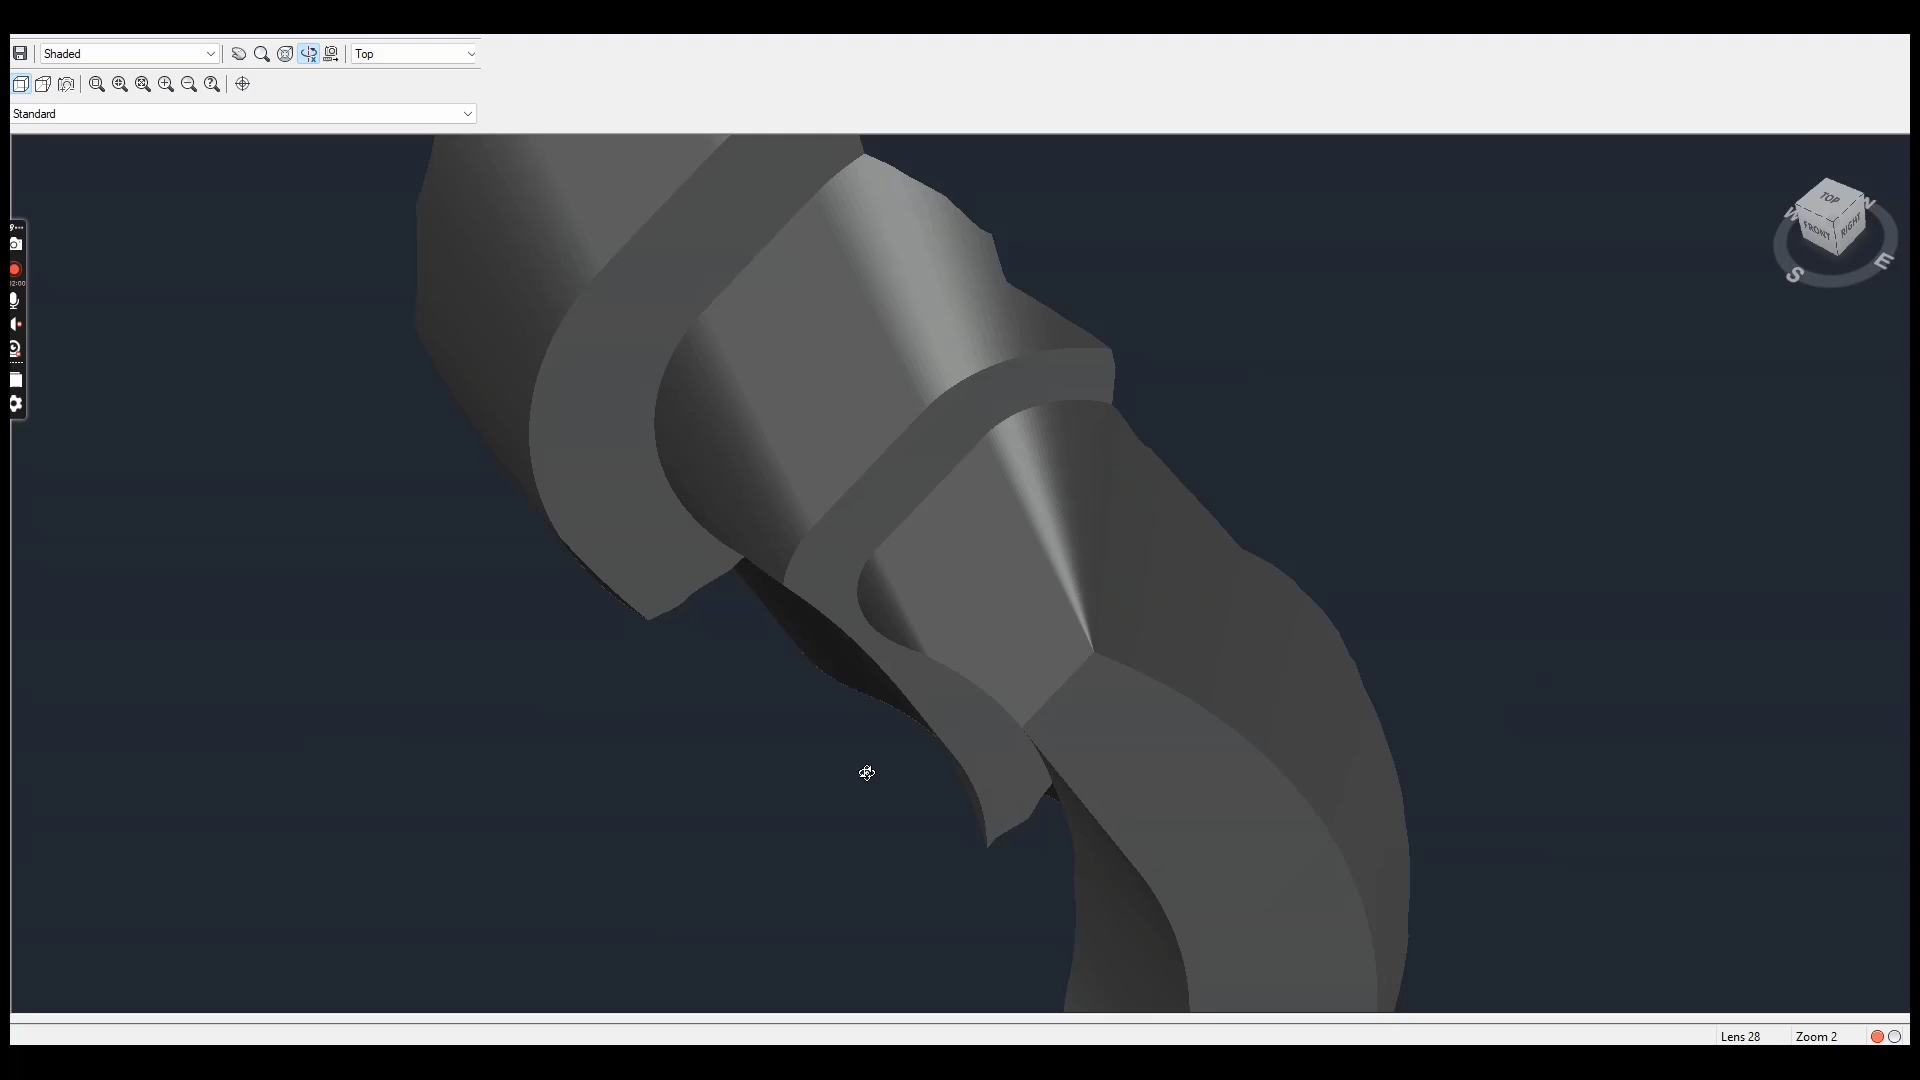 Shaded
Top
Standard
TOP
FRONT
RIGHT
W
N
S
E
Lens 28
Zoom 2